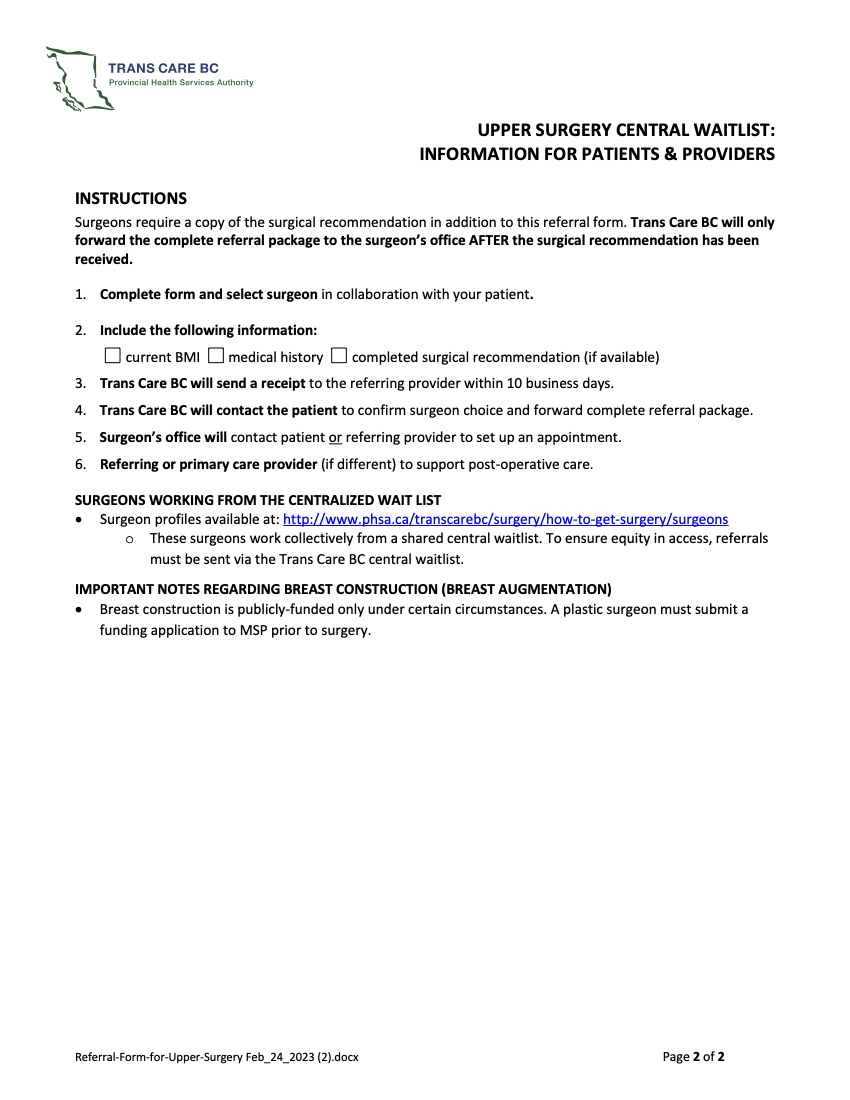 TRANS CARE BC
Provincial Health Services Authority
UPPER SURGERY CENTRAL WAITLIST:
INFORMATION FOR PATIENTS & PROVIDERS
INSTRUCTIONS
Surgeons require a copy of the surgical recommendation in addition to this referral form. Trans Care BC will only
forward the complete referral package to the surgeon's office AFTER the surgical recommendation has been
received.
1. Complete form and select surgeon in collaboration with your patient.
2. Include the following information:
☐ current BMI ☐ medical history ☐ completed surgical recommendation (if available)
3. Trans Care BC will send a receipt to the referring provider within 10 business days.
4. Trans Care BC will contact the patient to confirm surgeon choice and forward complete referral package.
5. Surgeon's office will contact patient or referring provider to set up an appointment.
6. Referring or primary care provider (if different) to support post-operative care.
SURGEONS WORKING FROM THE CENTRALIZED WAIT LIST
• Surgeon profiles available at: http://www.phsa.ca/transcarebc/surgery/how-to-get-surgery/surgeons
o These surgeons work collectively from a shared central waitlist. To ensure equity in access, referrals
must be sent via the Trans Care BC central waitlist.
IMPORTANT NOTES REGARDING BREAST CONSTRUCTION (BREAST AUGMENTATION)
• Breast construction is publicly-funded only under certain circumstances. A plastic surgeon must submit a
funding application to MSP prior to surgery.
Referral-Form-for-Upper-Surgery Feb_24_2023 (2).docx Page 2 of 2